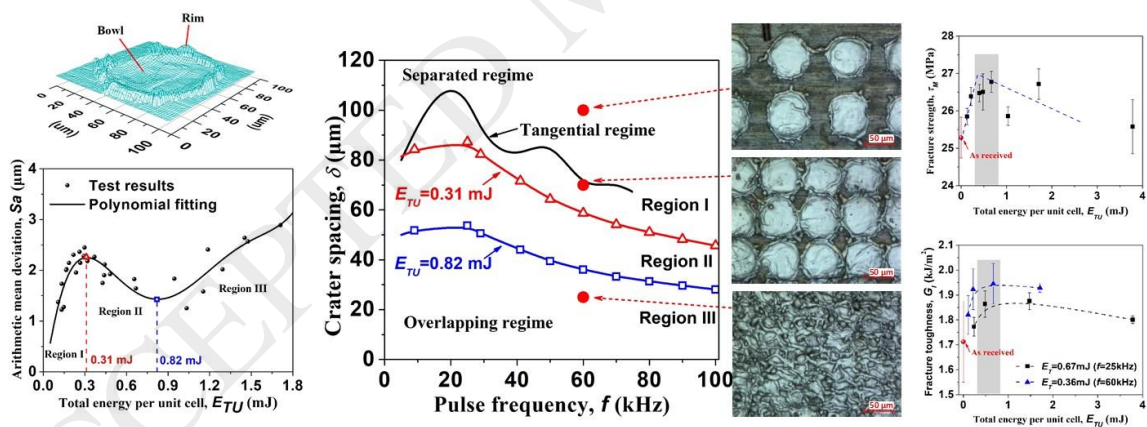 Bowl
Rim
0
20
40
60
80
100
(um)
0
20
40
60
80
100
(um)
Arithmetic mean deviation, Sa (μm)
4
3
2
1
0
Test results
Polynomial fitting
Region I
Region II
Region III
0.31 mJ
0.82 mJ
0.0 0.3 0.6 0.9 1.2 1.5 1.8
Total energy per unit cell, E_TU (mJ)
Crater spacing, δ (μm)
120
100
80
60
40
20
0
Separated regime
Tangential regime
E_TU=0.31 mJ
E_TU=0.82 mJ
Region I
Region II
Region III
Overlapping regime
0 20 40 60 80 100
Pulse frequency, f (kHz)
50 μm
50 μm
50 μm
Fracture strength, τ_M (MPa)
28
27
26
25
24
As received
0 1 2 3 4
Total energy per unit cell, E_TU (mJ)
Fracture toughness, G_I (kJ/m²)
2.1
2.0
1.9
1.8
1.7
1.6
1.5
As received
E_T=0.67mJ (f=25kHz)
E_T=0.36mJ (f=60kHz)
0 1 2 3 4
Total energy per unit cell, E_TU (mJ)